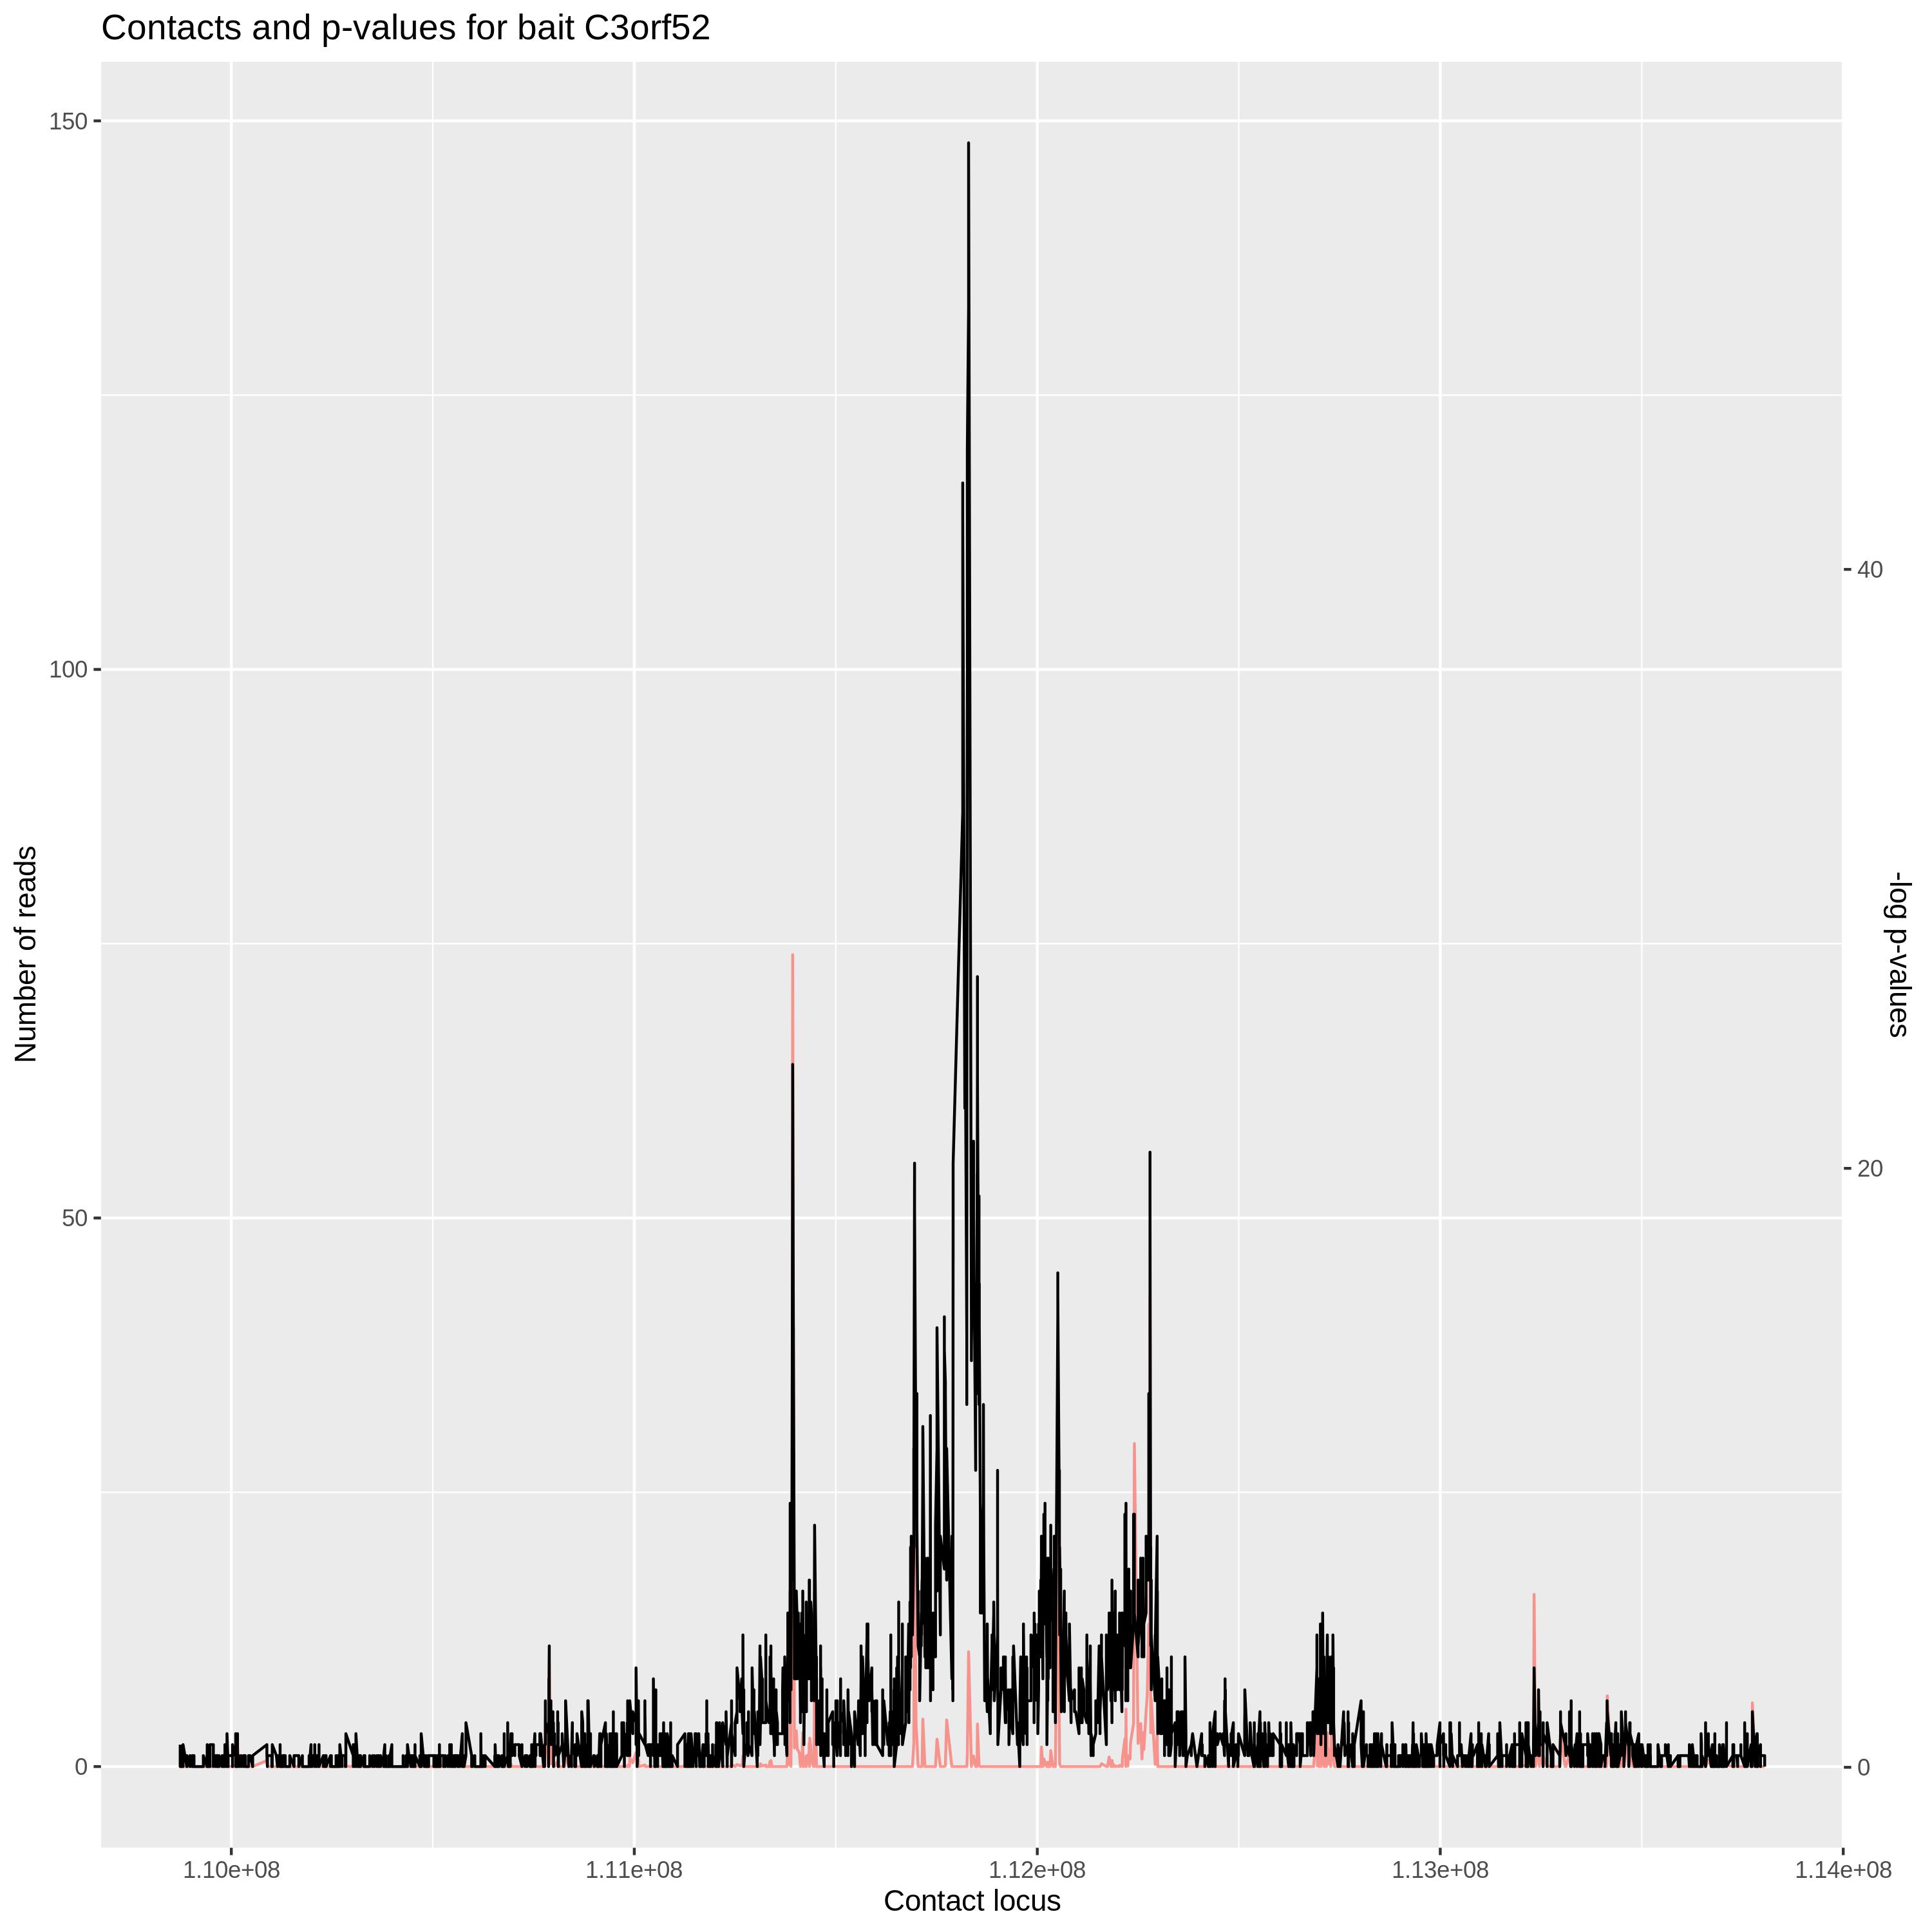 Contacts and p-values for bait C3orf52
150
100
50
0
Number of reads
40
20
0
-log p-values
1.10e+08
1.11e+08
1.12e+08
1.13e+08
1.14e+08
Contact locus